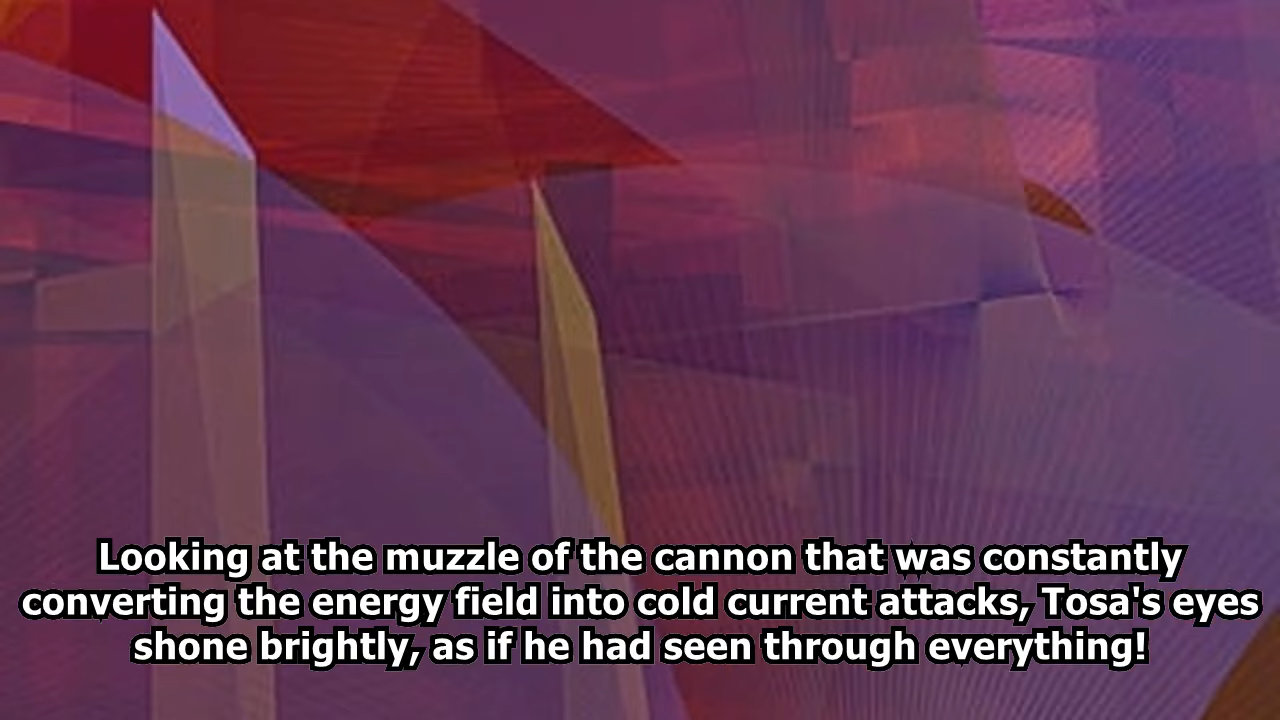 Looking at the muzzle of the cannon that was constantly
converting the energy field into cold current attacks, Tosa's eyes
shone brightly, as if he had seen through everything!